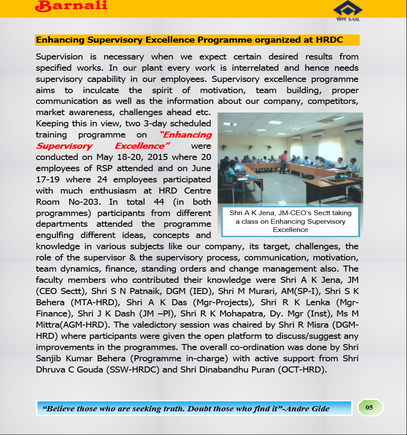 Barnali
सेल SAIL
Enhancing Supervisory Excellence Programme organized at HRDC
Supervision is necessary when we expect certain desired results from
specified works. In our plant every work is interrelated and hence needs
supervisory capability in our employees. Supervisory excellence programme
aims to inculcate the spirit of motivation, team building, proper
communication as well as the information about our company, competitors,
market awareness, challenges ahead etc.
Keeping this in view, two 3-day scheduled
training programme on "Enhancing
Supervisory Excellence" were
conducted on May 18-20, 2015 where 20
employees of RSP attended and on June
17-19 where 24 employees participated
with much enthusiasm at HRD Centre
Room No-203. In total 44 (in both
programmes) participants from different
departments attended the programme
engulfing different ideas, concepts and
Shri A K Jena, JM-CEO's Sectt taking
a class on Enhancing Supervisory
Excellence
knowledge in various subjects like our company, its target, challenges, the
role of the supervisor & the supervisory process, communication, motivation,
team dynamics, finance, standing orders and change management also. The
faculty members who contributed their knowledge were Shri A K Jena, JM
(CEO Sectt), Shri S N Patnaik, DGM (IED), Shri M Murari, AM(SP-I), Shri S K
Behera (MTA-HRD), Shri A K Das (Mgr-Projects), Shri R K Lenka (Mgr-
Finance), Shri J K Dash (JM –Pl), Shri R K Mohapatra, Dy. Mgr (Inst), Ms M
Mittra(AGM-HRD). The valedictory session was chaired by Shri R Misra (DGM-
HRD) where participants were given the open platform to discuss/suggest any
improvements in the programmes. The overall co-ordination was done by Shri
Sanjib Kumar Behera (Programme in-charge) with active support from Shri
Dhruva C Gouda (SSW-HRDC) and Shri Dinabandhu Puran (OCT-HRD).
"Believe those who are seeking truth. Doubt those who find it"-Andre Gide
05